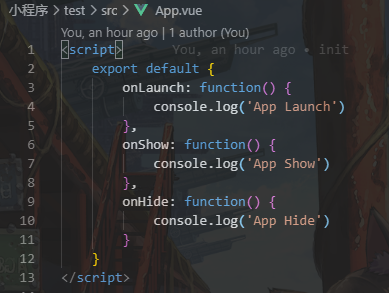 小程序 > test > src > App.vue
You, an hour ago | 1 author (You)
1 <script> You, an hour ago • init
2 export default {
3 onLaunch: function() {
4 console.log('App Launch')
5 },
6 onShow: function() {
7 console.log('App Show')
8 },
9 onHide: function() {
10 console.log('App Hide')
11 }
12 }
13 </script>